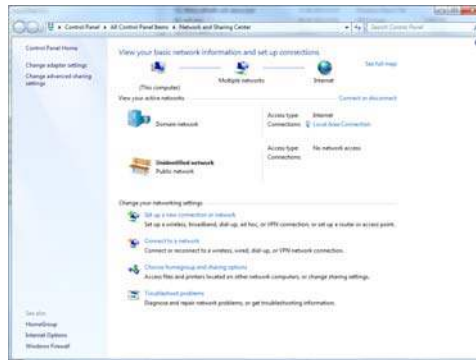 Control Panel ▸ All Control Panel Items ▸ Network and Sharing Center
Search Control Panel
Control Panel Home
Change adapter settings
Change advanced sharing
settings
View your basic network information and set up connections
See full map
(This computer)
Multiple networks
Internet
View your active networks
Connect or disconnect
Domain network
Access type: Internet
Connections: Local Area Connection
Unidentified network
Public network
Access type: No network access
Connections:
Change your networking settings
Set up a new connection or network
Set up a wireless, broadband, dial-up, ad hoc, or VPN connection; or set up a router or access point.
Connect to a network
Connect or reconnect to a wireless, wired, dial-up, or VPN network connection.
Choose homegroup and sharing options
Access files and printers located on other network computers, or change sharing settings.
Troubleshoot problems
Diagnose and repair network problems, or get troubleshooting information.
See also
HomeGroup
Internet Options
Windows Firewall